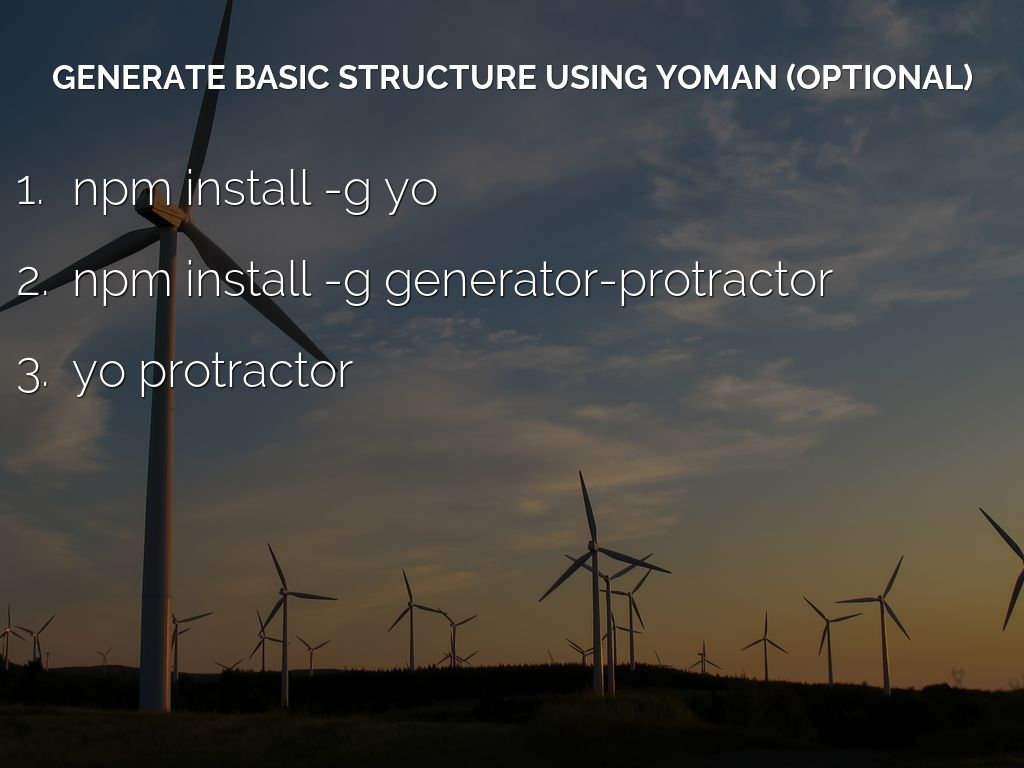 GENERATE BASIC STRUCTURE USING YOMAN (OPTIONAL)
1. npm install -g yo
2. npm install -g generator-protractor
3. yo protractor